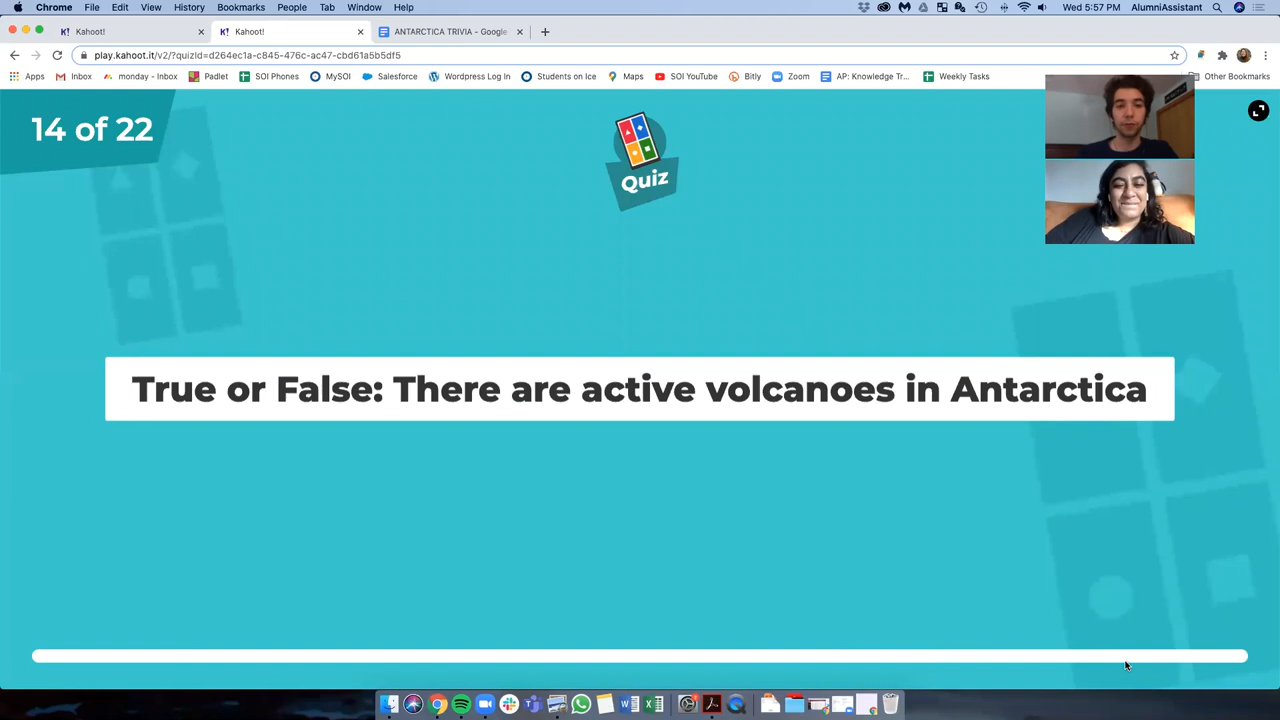 Chrome File Edit View History Bookmarks People Tab Window Help Wed 5:57 PM AlumniAssistant
Kahoot! Kahoot! ANTARCTICA TRIVIA - Google
play.kahoot.it/v2/?quizId=d264ec1a-c845-476c-ac47-cbd61a5b5df5
Apps Inbox monday - Inbox Padlet SOI Phones MySOI Salesforce Wordpress Log In Students on Ice Maps SOI YouTube Bitly Zoom AP: Knowledge Tr... Weekly Tasks Other Bookmarks
14 of 22
Quiz
True or False: There are active volcanoes in Antarctica